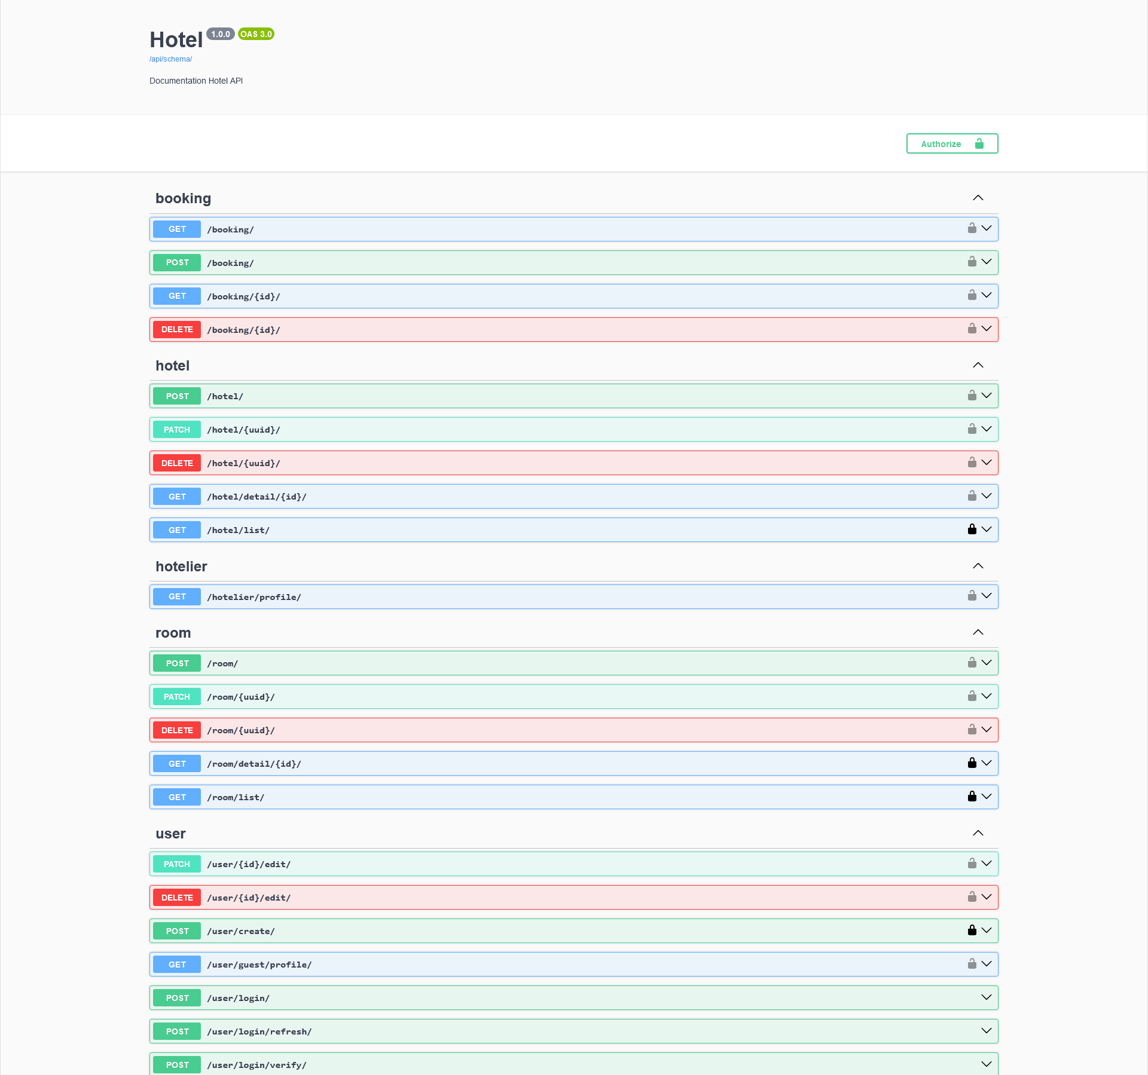 Hotel 1.0.0 OAS 3.0
/api/schema/
Documentation Hotel API
Authorize
booking
GET /booking/
POST /booking/
GET /booking/{id}/
DELETE /booking/{id}/
hotel
POST /hotel/
PATCH /hotel/{uuid}/
DELETE /hotel/{uuid}/
GET /hotel/detail/{id}/
GET /hotel/list/
hotelier
GET /hotelier/profile/
room
POST /room/
PATCH /room/{uuid}/
DELETE /room/{uuid}/
GET /room/detail/{id}/
GET /room/list/
user
PATCH /user/{id}/edit/
DELETE /user/{id}/edit/
POST /user/create/
GET /user/guest/profile/
POST /user/login/
POST /user/login/refresh/
POST /user/login/verify/